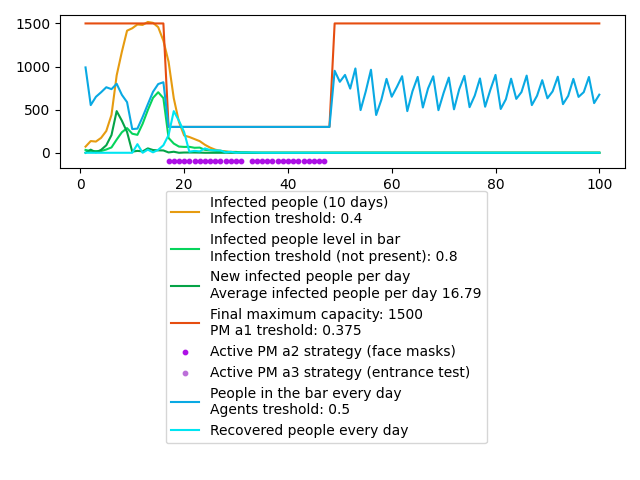 1500
1000
500
0
0
20
40
60
80
100
Infected people (10 days)
Infection treshold: 0.4
Infected people level in bar
Infection treshold (not present): 0.8
New infected people per day
Average infected people per day 16.79
Final maximum capacity: 1500
PM a1 treshold: 0.375
Active PM a2 strategy (face masks)
Active PM a3 strategy (entrance test)
People in the bar every day
Agents treshold: 0.5
Recovered people every day